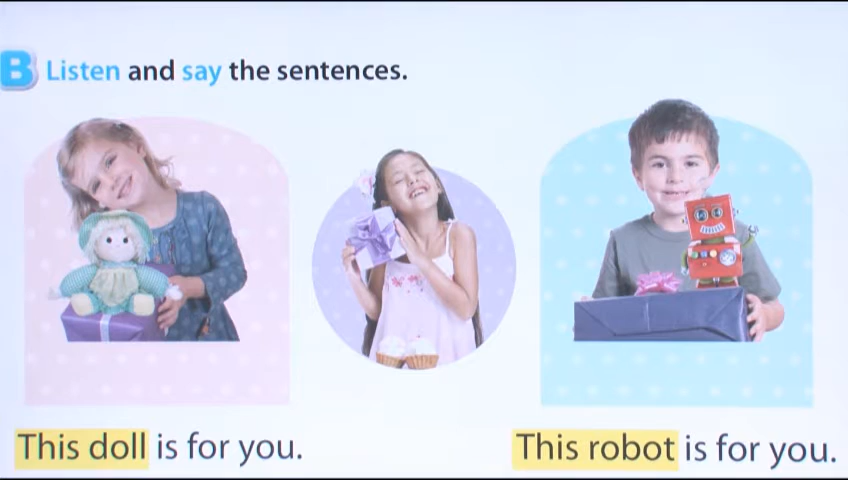 B Listen and say the sentences.
This doll is for you.
This robot is for you.